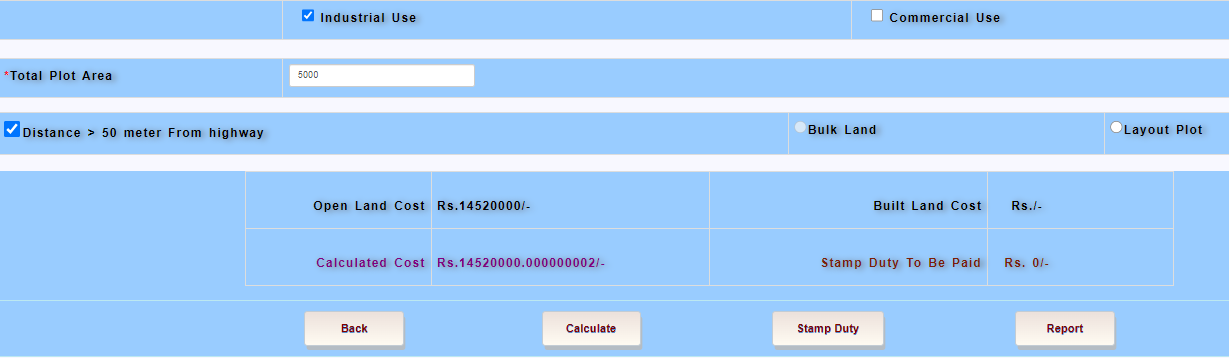 Industrial Use Commercial Use
*Total Plot Area 5000
Distance > 50 meter From highway Bulk Land Layout Plot
Open Land Cost Rs.14520000/- Built Land Cost Rs./-
Calculated Cost Rs.14520000.000000002/- Stamp Duty To Be Paid Rs. 0/-
Back Calculate Stamp Duty Report